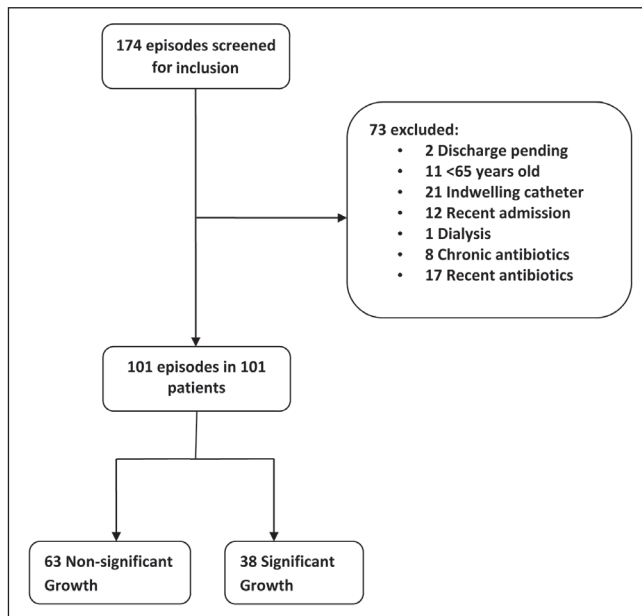 174 episodes screened
for inclusion
73 excluded:
• 2 Discharge pending
• 11 <65 years old
• 21 Indwelling catheter
• 12 Recent admission
• 1 Dialysis
• 8 Chronic antibiotics
• 17 Recent antibiotics
101 episodes in 101
patients
63 Non-significant
Growth
38 Significant
Growth